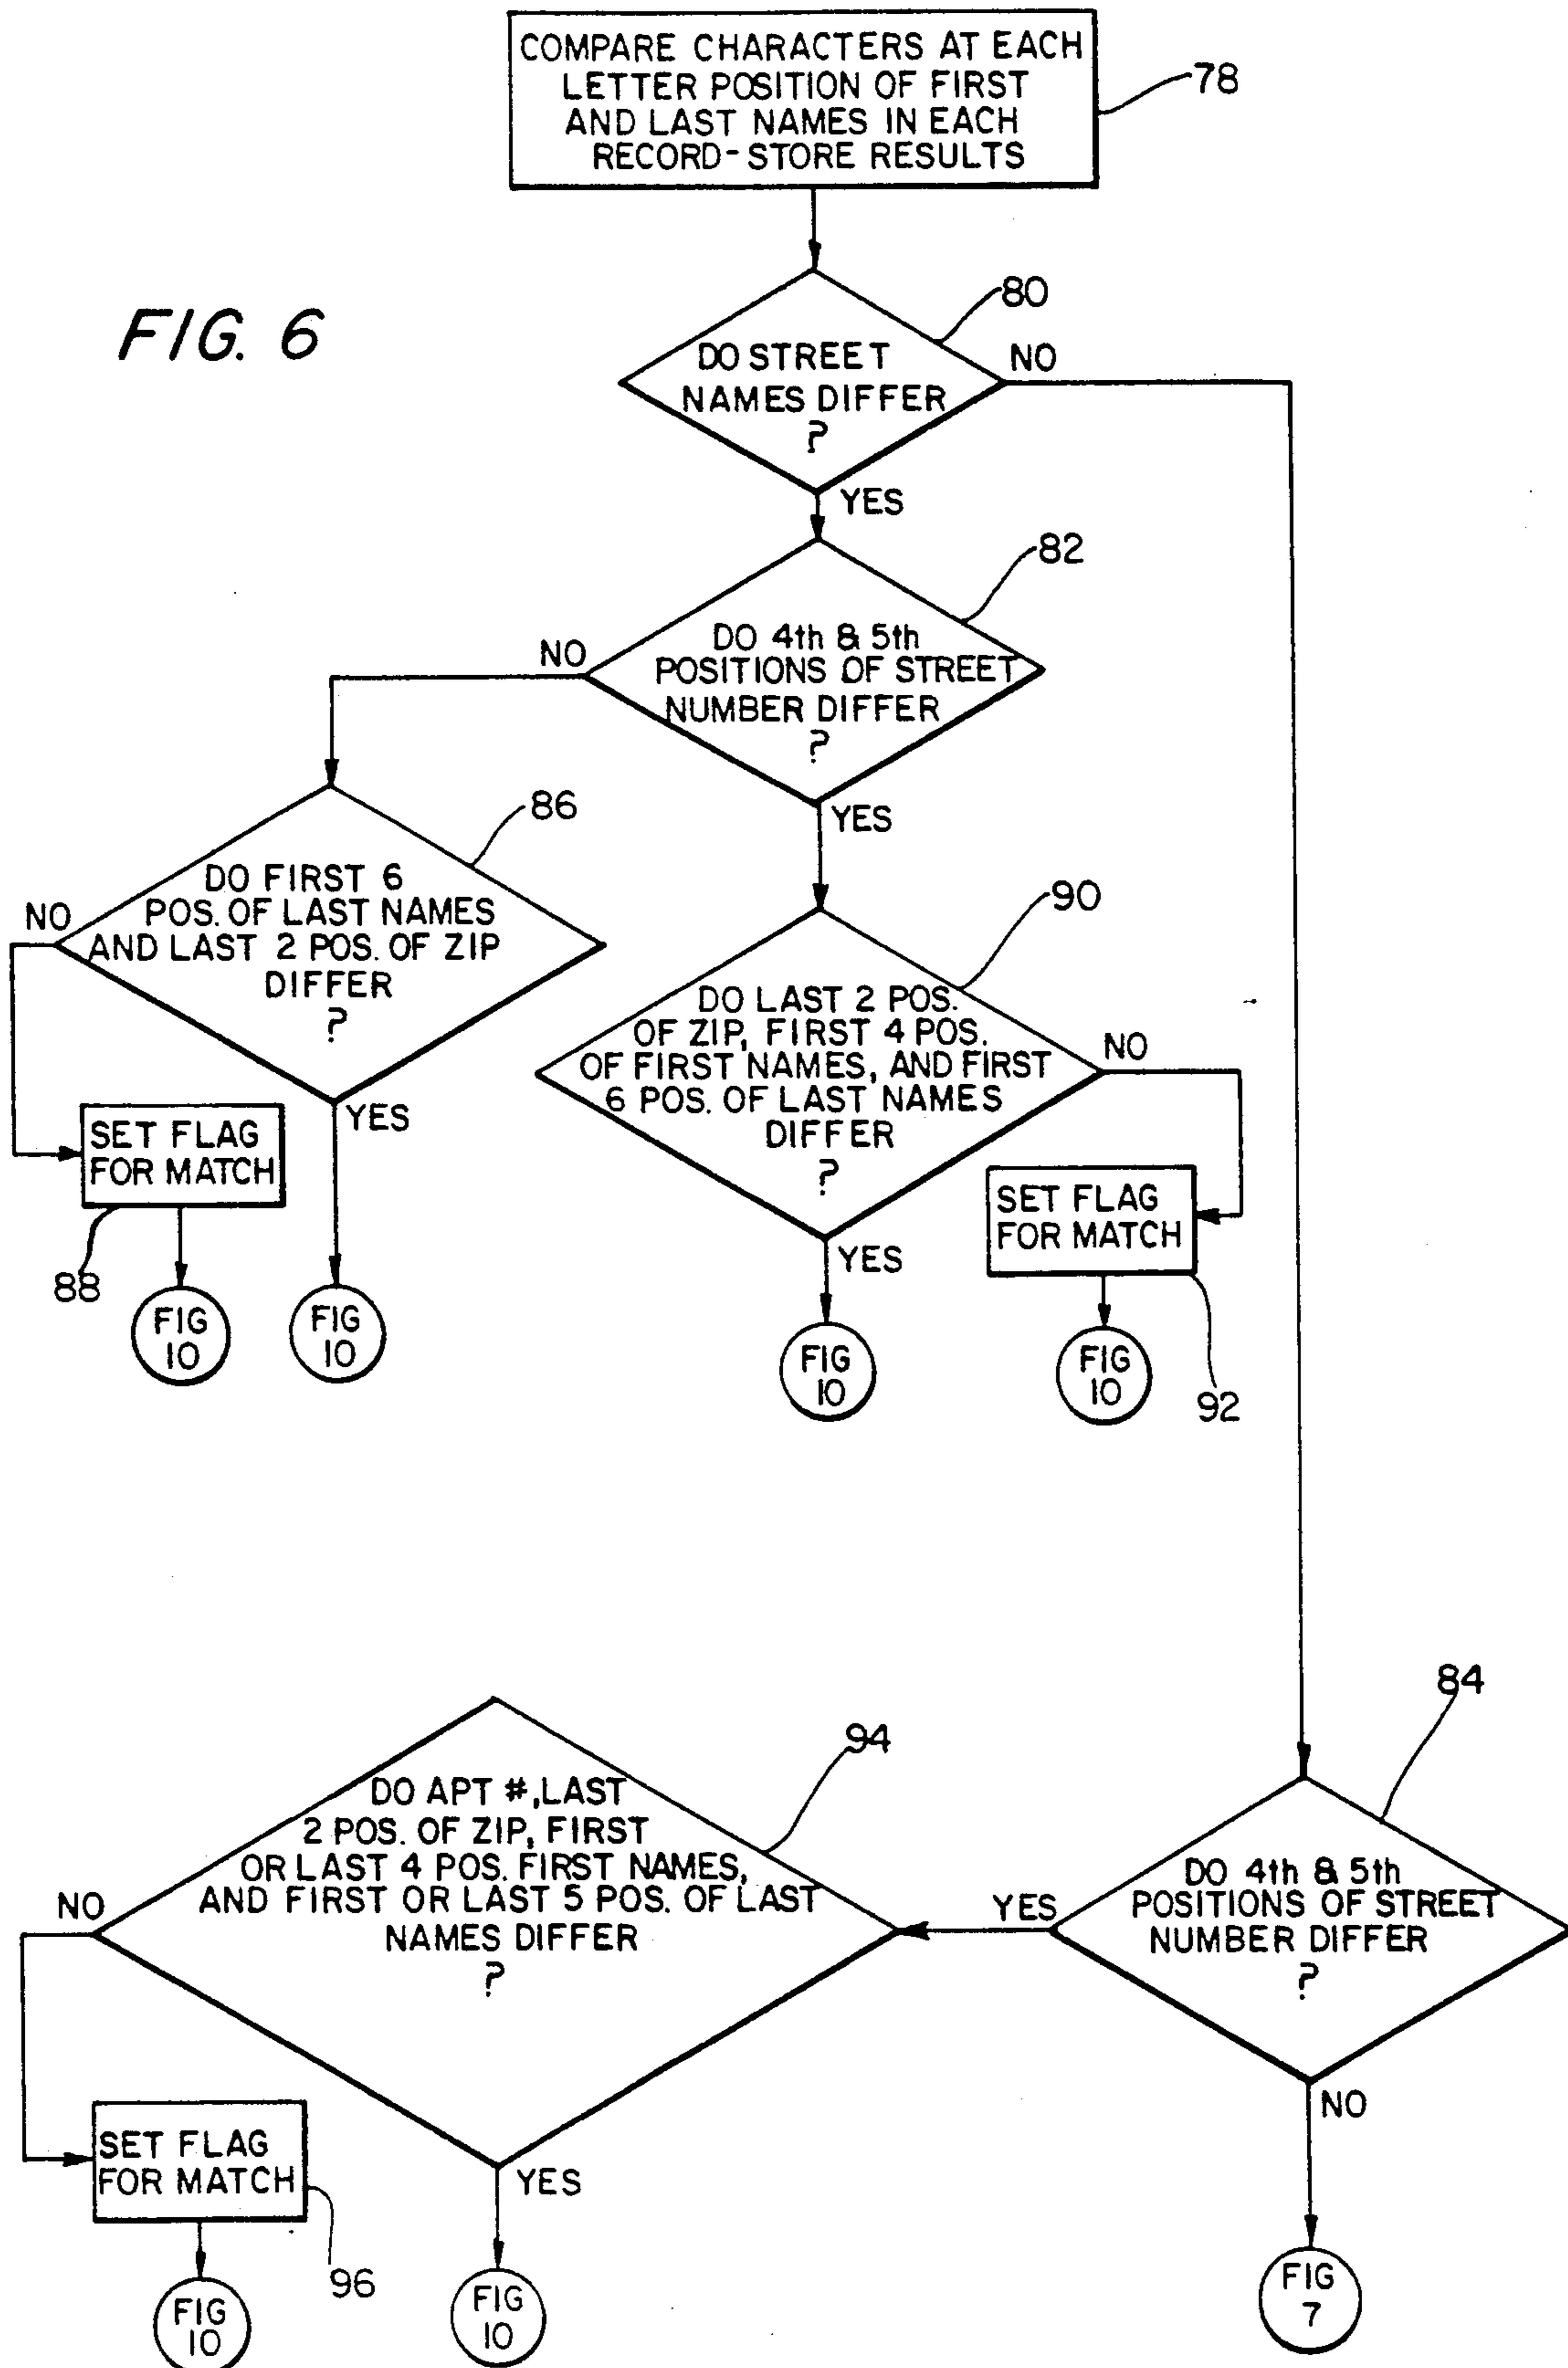 COMPARE CHARACTERS AT EACH
LETTER POSITION OF FIRST
AND LAST NAMES IN EACH
RECORD-STORE RESULTS
78
FIG. 6
80
DO STREET
NAMES DIFFER
?
NO
YES
82
DO 4th & 5th
POSITIONS OF STREET
NUMBER DIFFER
?
NO
YES
86
DO FIRST 6
POS. OF LAST NAMES
AND LAST 2 POS. OF ZIP
DIFFER
?
NO
YES
SET FLAG
FOR MATCH
88
FIG
10
FIG
10
90
DO LAST 2 POS.
OF ZIP, FIRST 4 POS.
OF FIRST NAMES, AND FIRST
6 POS. OF LAST NAMES
DIFFER
?
NO
YES
SET FLAG
FOR MATCH
92
FIG
10
FIG
10
84
DO 4th & 5th
POSITIONS OF STREET
NUMBER DIFFER
?
YES
NO
FIG
7
94
DO APT #, LAST
2 POS. OF ZIP, FIRST
OR LAST 4 POS. FIRST NAMES,
AND FIRST OR LAST 5 POS. OF LAST
NAMES DIFFER
?
NO
YES
SET FLAG
FOR MATCH
96
FIG
10
FIG
10